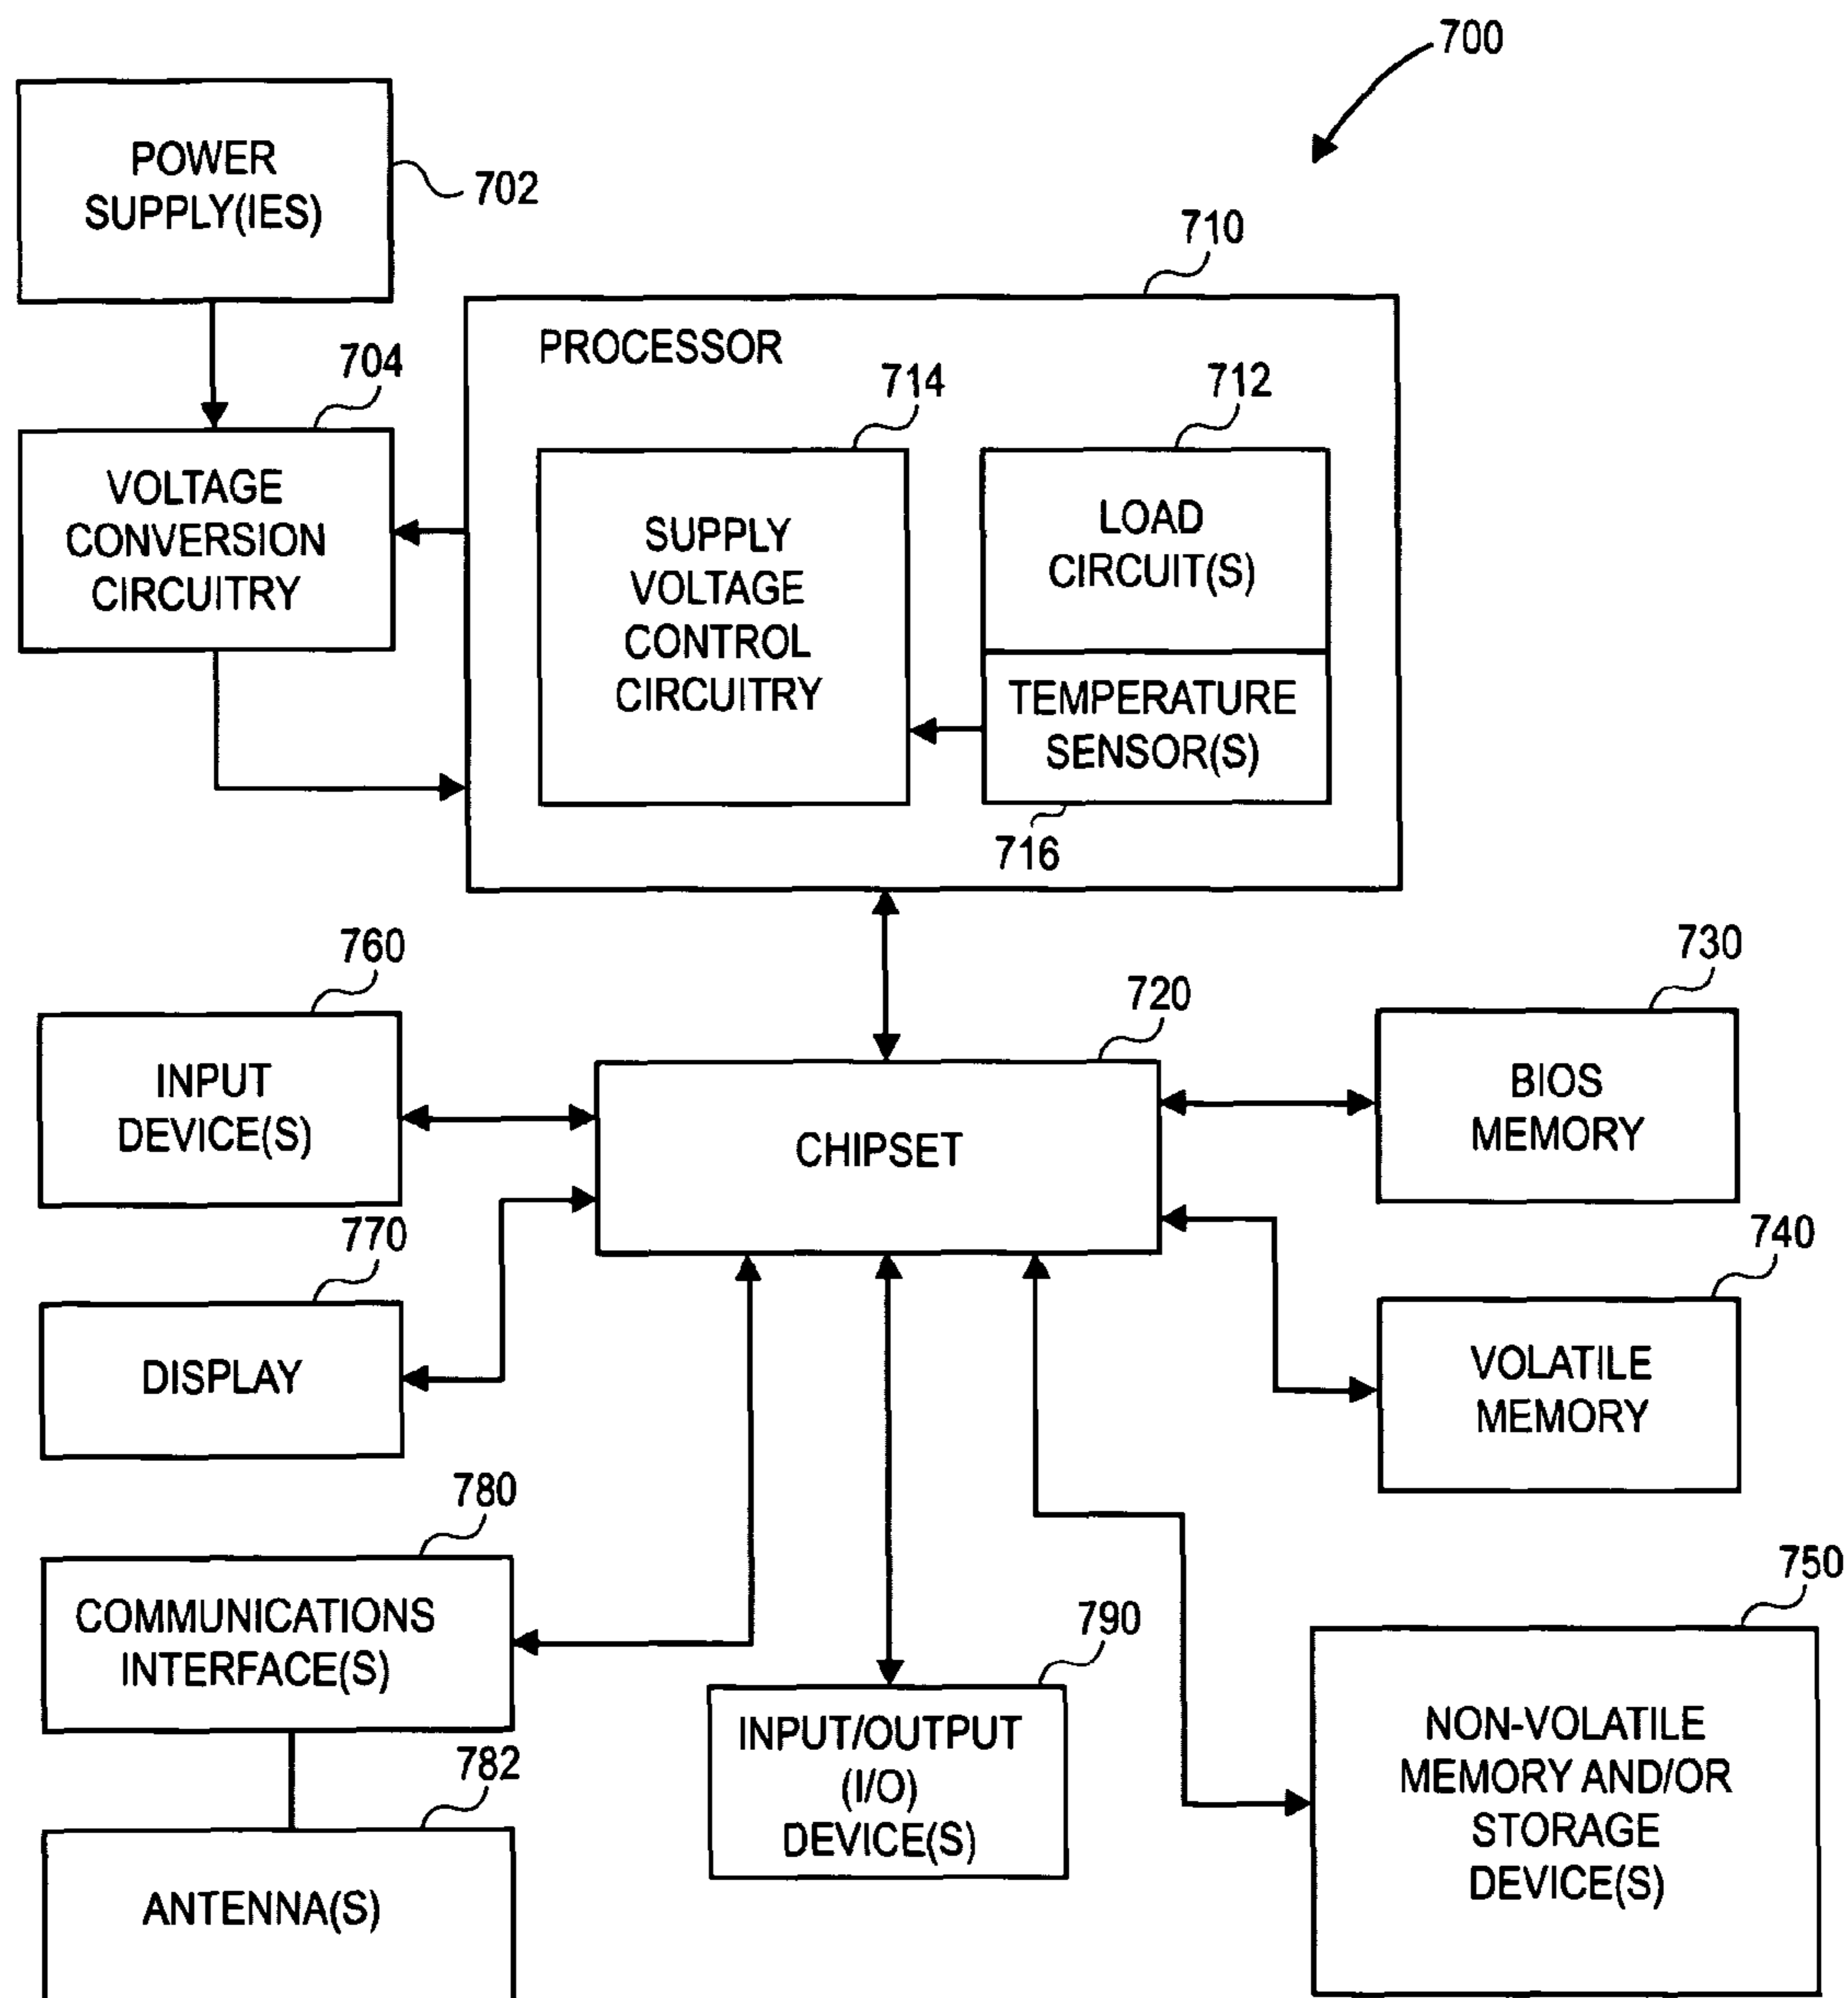 700
POWER
SUPPLY(IES)
702
710
PROCESSOR
704
VOLTAGE
CONVERSION
CIRCUITRY
714
712
SUPPLY
VOLTAGE
CONTROL
CIRCUITRY
LOAD
CIRCUIT(S)
TEMPERATURE
SENSOR(S)
716
760
INPUT
DEVICE(S)
720
CHIPSET
730
BIOS
MEMORY
770
DISPLAY
740
VOLATILE
MEMORY
780
COMMUNICATIONS
INTERFACE(S)
782
ANTENNA(S)
790
INPUT/OUTPUT
(I/O)
DEVICE(S)
750
NON-VOLATILE
MEMORY AND/OR
STORAGE
DEVICE(S)